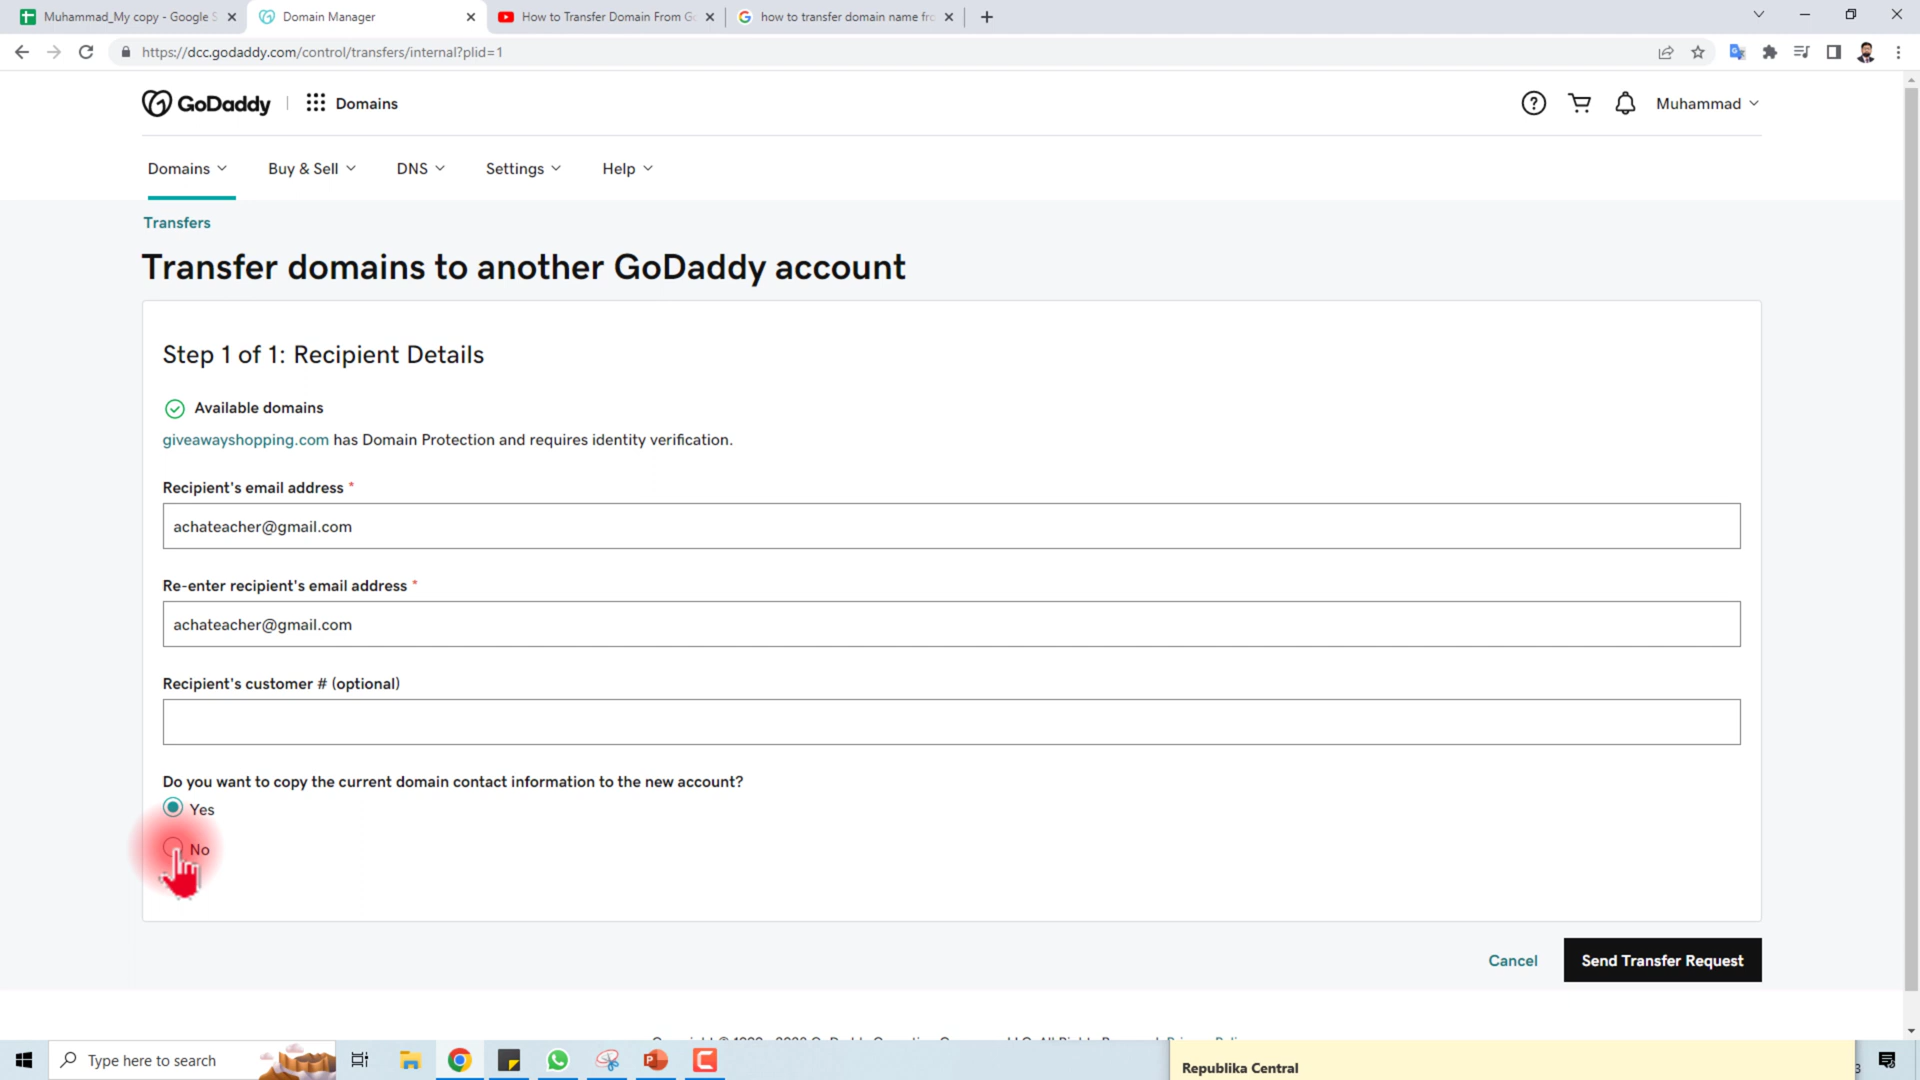 Muhammad_My copy - Google S
Domain Manager
How to Transfer Domain From Go
how to transfer domain name fro
https://dcc.godaddy.com/control/transfers/internal?plid=1
GoDaddy
Domains
Muhammad
Domains
Buy & Sell
DNS
Settings
Help
Transfers
Transfer domains to another GoDaddy account
Step 1 of 1: Recipient Details
Available domains
giveawayshopping.com has Domain Protection and requires identity verification.
Recipient's email address *
achateacher@gmail.com
Re-enter recipient's email address *
achateacher@gmail.com
Recipient's customer # (optional)
Do you want to copy the current domain contact information to the new account?
Yes
No
Cancel
Send Transfer Request
Type here to search
Republika Central